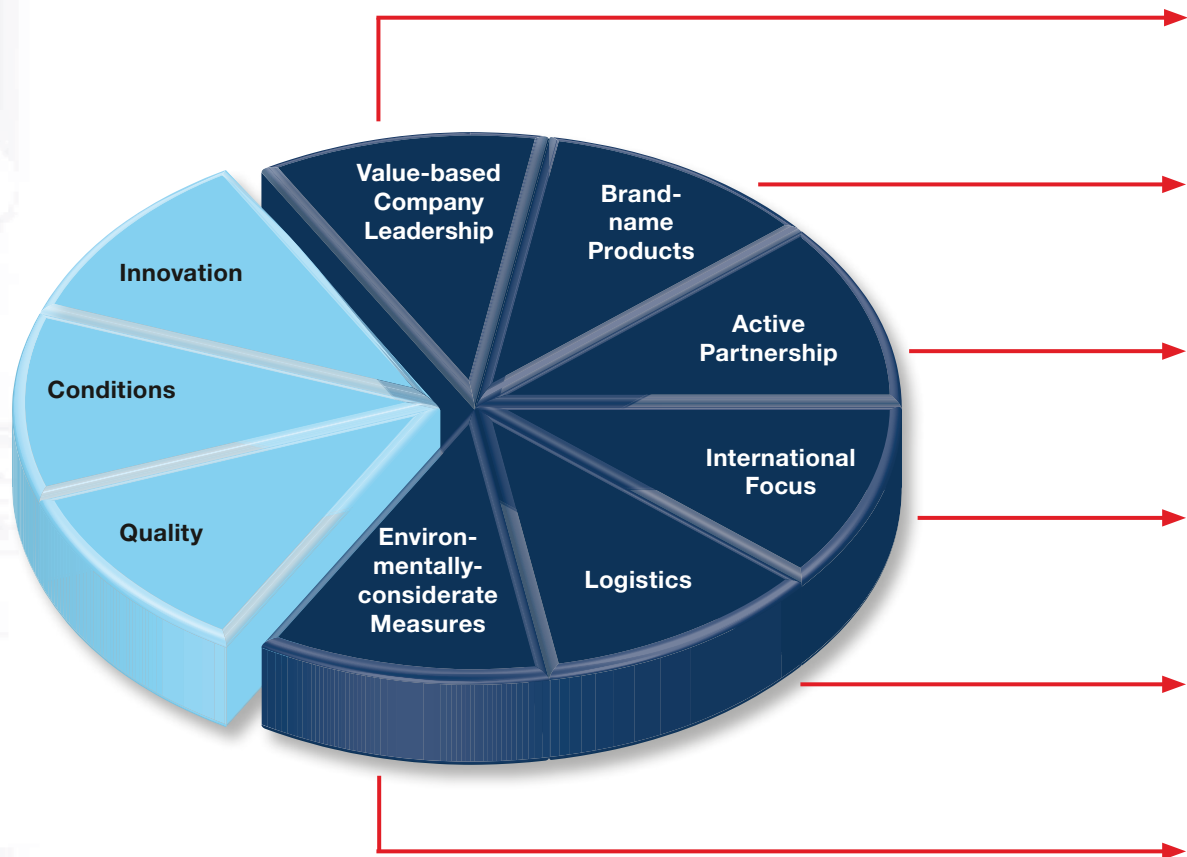 Value-based
Company
Leadership
Brand-
name
Products
Active
Partnership
International
Focus
Logistics
Environ-
mentally-
considerate
Measures
Quality
Conditions
Innovation